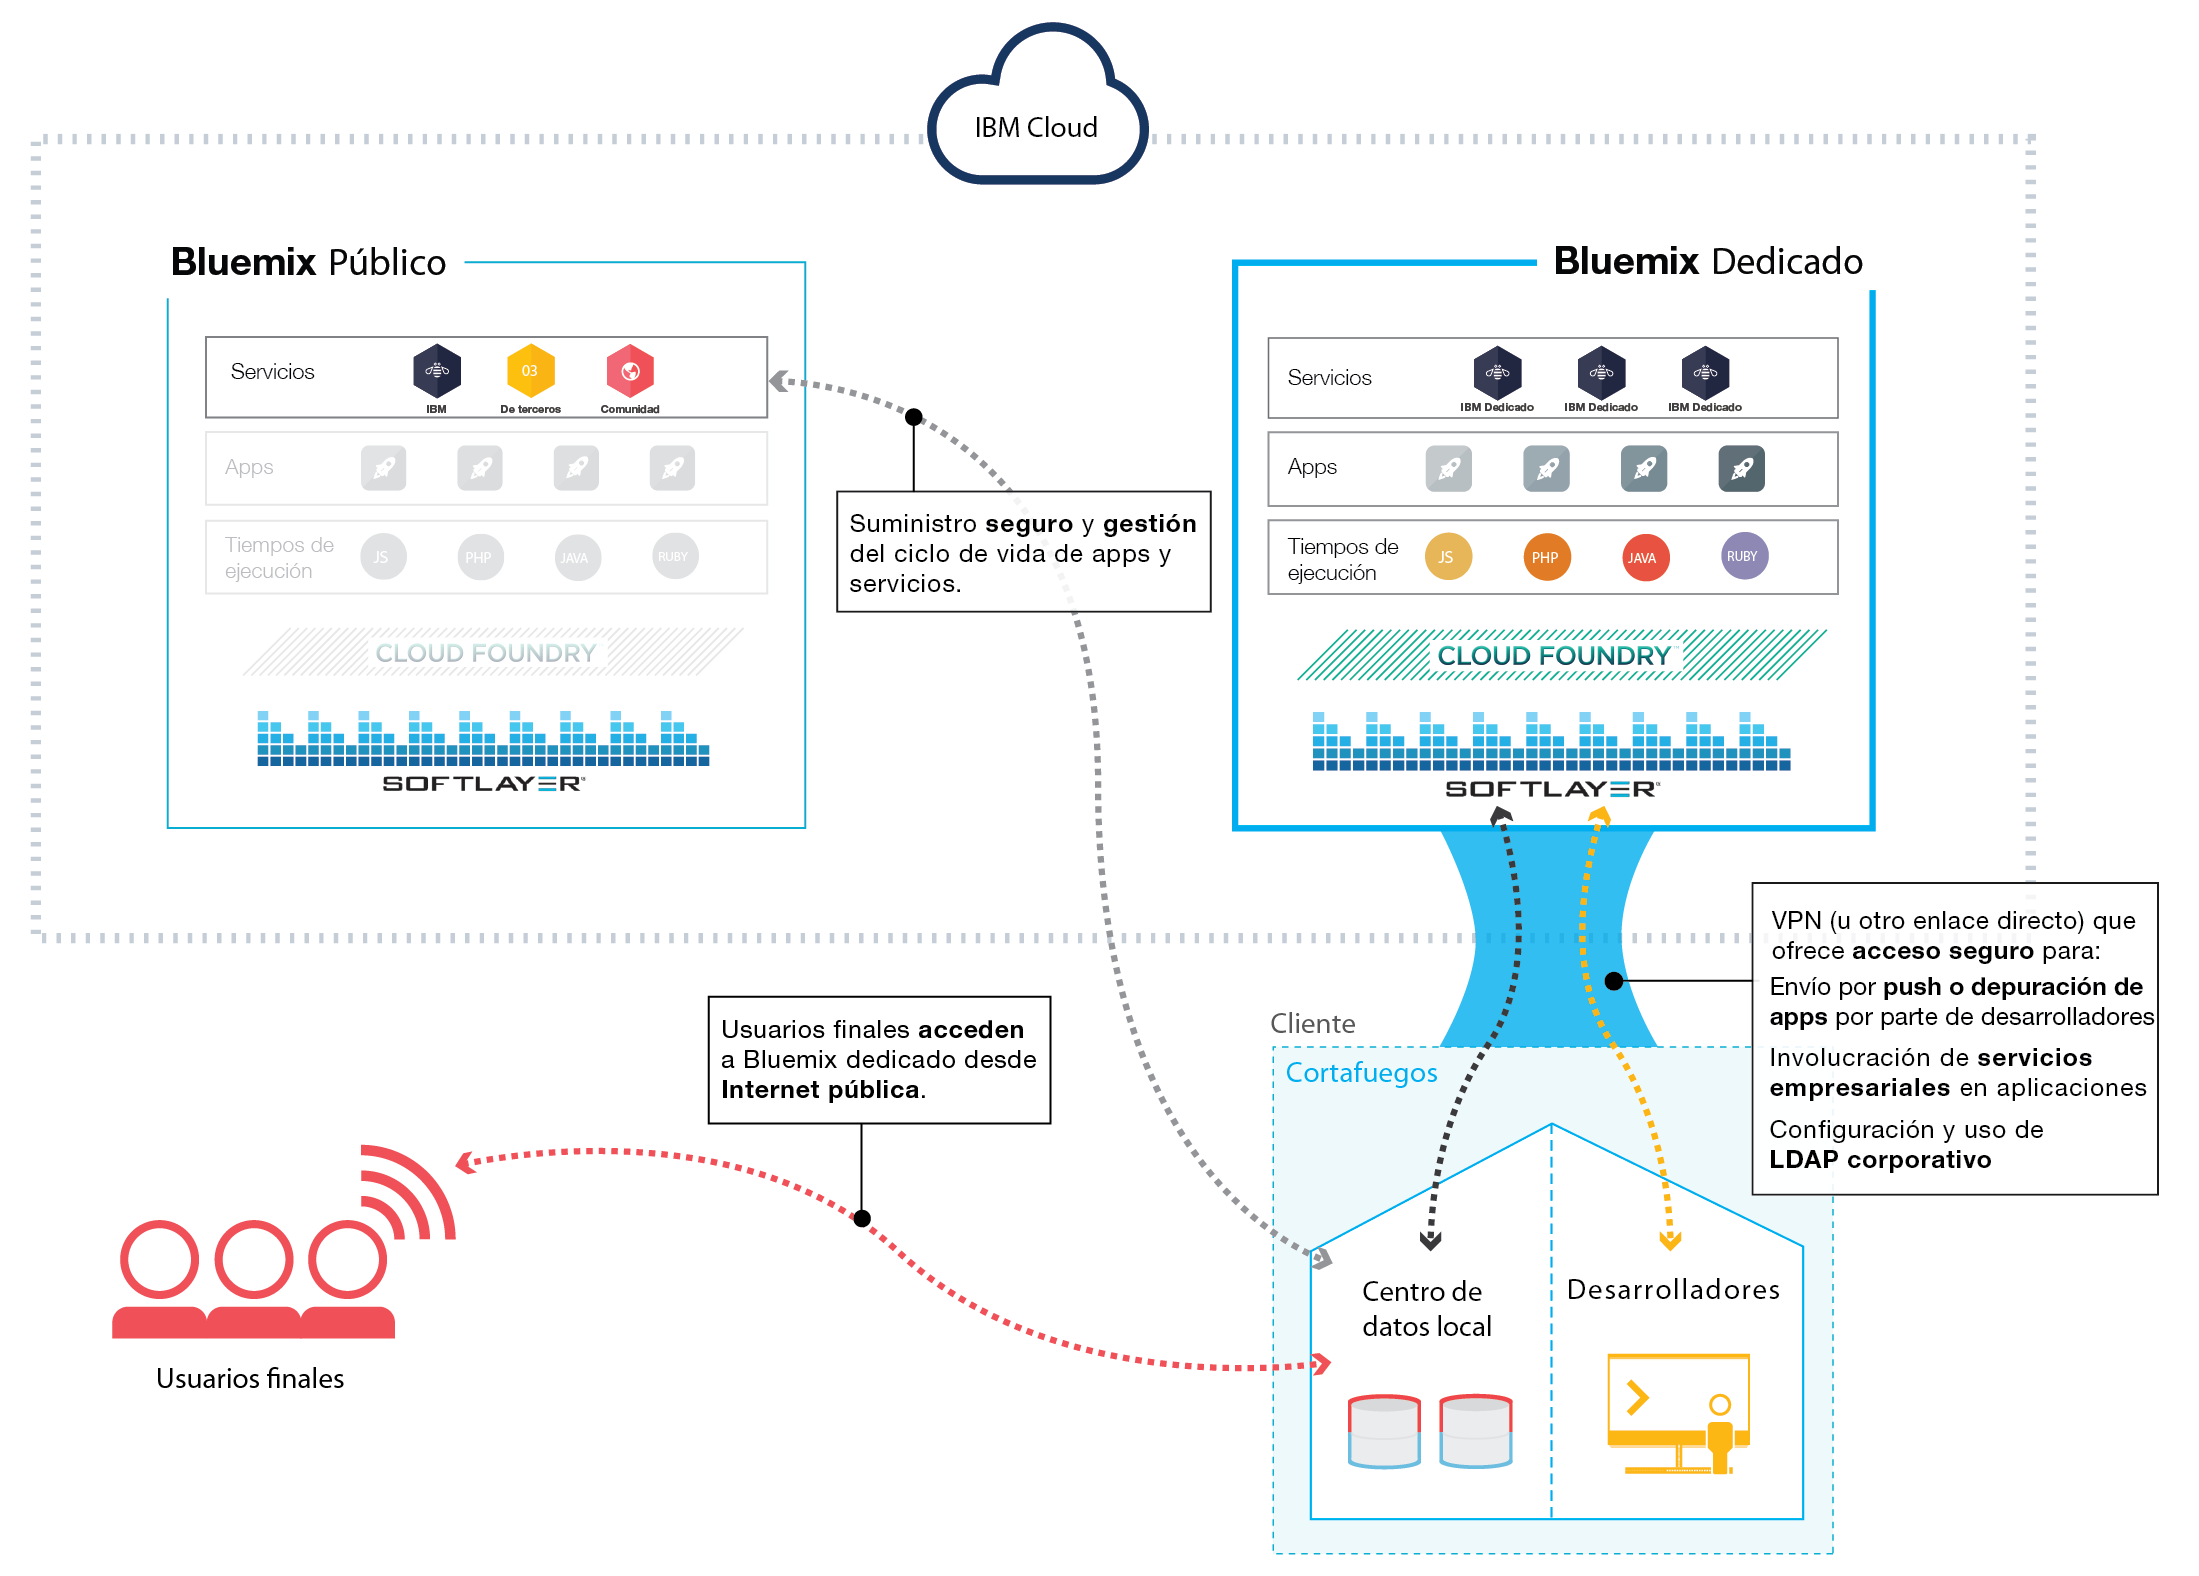 IBM Cloud
Bluemix Público
Servicios
03
IBM
De terceros
Comunidad
Apps
Tiempos de
ejecución
JS
PHP
JAVA
RUBY
CLOUD FOUNDRY
SOFTLAYER
Suministro seguro y gestión
del ciclo de vida de apps y
servicios.
Bluemix Dedicado
Servicios
IBM Dedicado
IBM Dedicado
IBM Dedicado
Apps
Tiempos de
ejecución
JS
PHP
JAVA
RUBY
CLOUD FOUNDRY™
SOFTLAYER
VPN (u otro enlace directo) que
ofrece acceso seguro para:
Envío por push o depuración de
apps por parte de desarrolladores
Involucración de servicios
empresariales en aplicaciones
Configuración y uso de
LDAP corporativo
Usuarios finales acceden
a Bluemix dedicado desde
Internet pública.
Usuarios finales
Cliente
Cortafuegos
Centro de
datos local
Desarrolladores